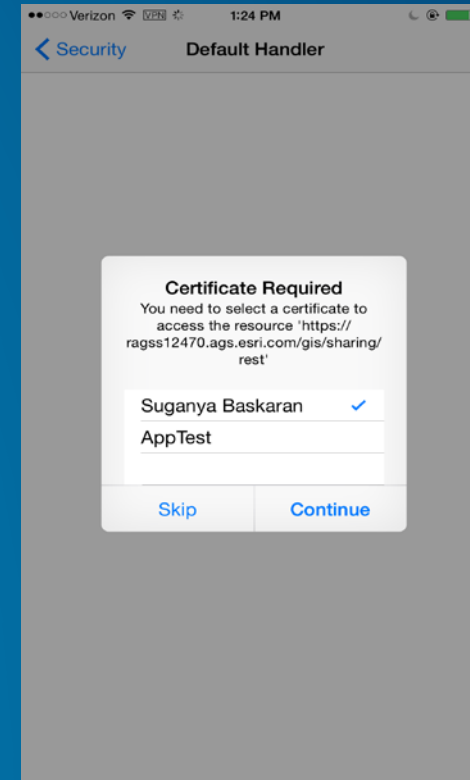 Verizon VPN 1:24 PM
Security Default Handler
Certificate Required
You need to select a certificate to
access the resource 'https://
ragss12470.ags.esri.com/gis/sharing/
rest'
Suganya Baskaran
AppTest
Skip Continue